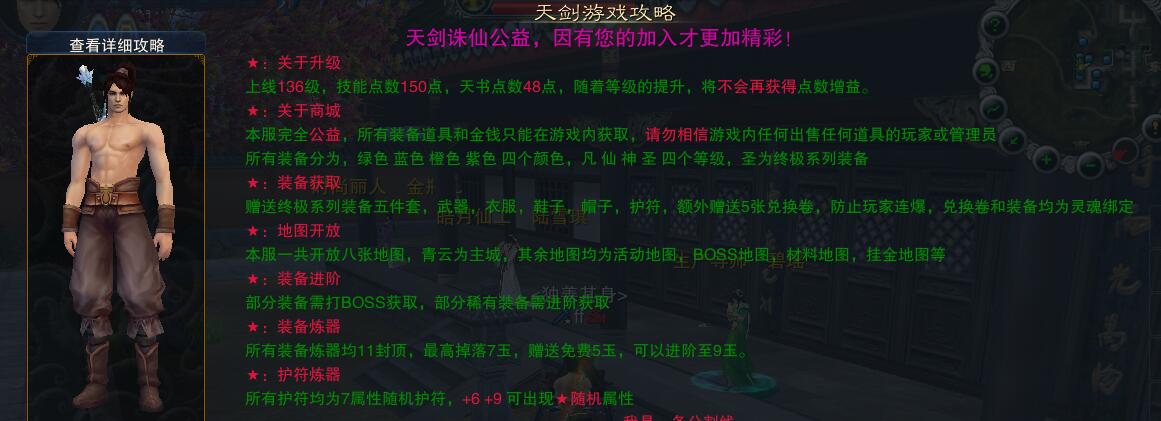 天剑游戏攻略
查看详细攻略
天剑诛仙公益，因有您的加入才更加精彩！
★：关于升级
上线136级，技能点数150点，天书点数48点，随着等级的提升，将不会再获得点数增益。
★：关于商城
本服完全公益，所有装备道具和金钱只能在游戏内获取，请勿相信游戏内任何出售任何道具的玩家或管理员
所有装备分为，绿色 蓝色 橙色 紫色 四个颜色，凡 仙 神 圣 四个等级，圣为终极系列装备
★：装备获取
赠送终极系列装备五件套，武器，衣服，鞋子，帽子，护符，额外赠送5张兑换卷，防止玩家连爆，兑换卷和装备均为灵魂绑定
★：地图开放
本服一共开放八张地图，青云为主城，其余地图均为活动地图，BOSS地图，材料地图，挂金地图等
★：装备进阶
部分装备需打BOSS获取，部分稀有装备需进阶获取
<独善其身>
★：装备炼器
所有装备炼器均11封顶，最高掉落7玉，赠送免费5玉，可以进阶至9玉。
★：护符炼器
所有护符均为7属性随机护符，+6 +9 可出现★随机属性